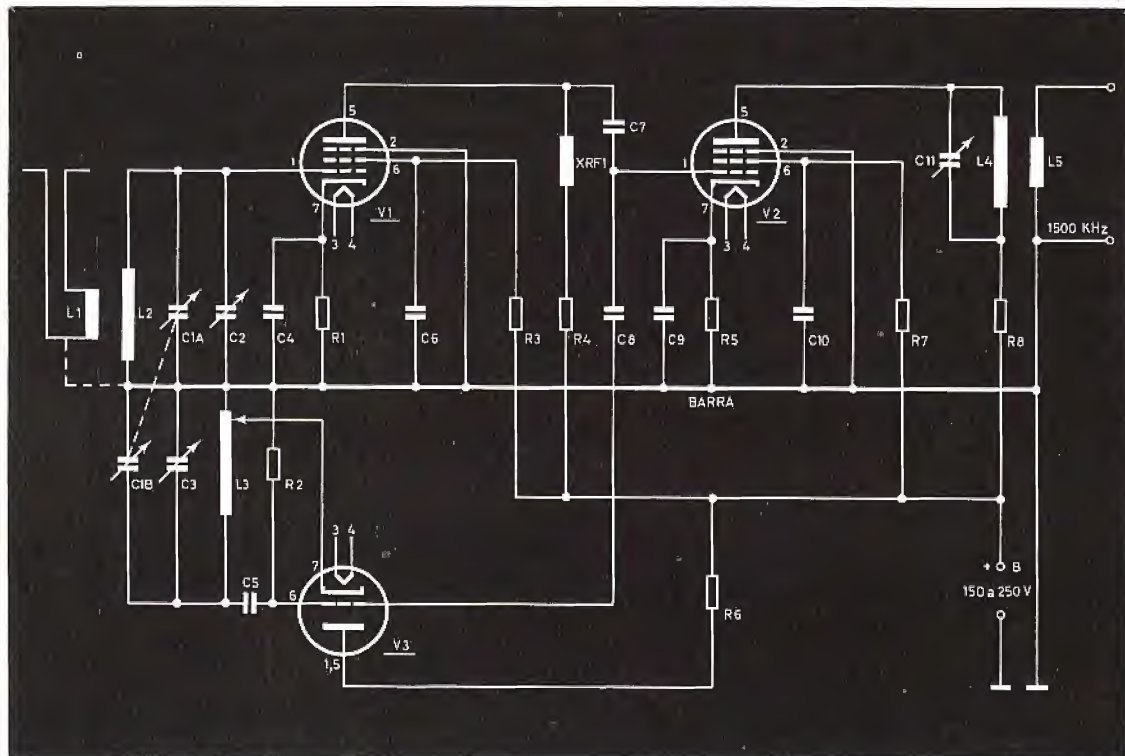 5
2
6
1
7
3 4
V1
XRF1
C7
5
2
6
1
7
3 4
V2
C11
L4
L5
1500 KHz
L1
L2
C1A
C2
C4
R1
C6
R3
R4
C8
C9
R5
C10
R7
R8
BARRA
C1B
C3
L3
R2
C5
3 4
7
6
V3
1,5
R6
+ B
150 a 250 V